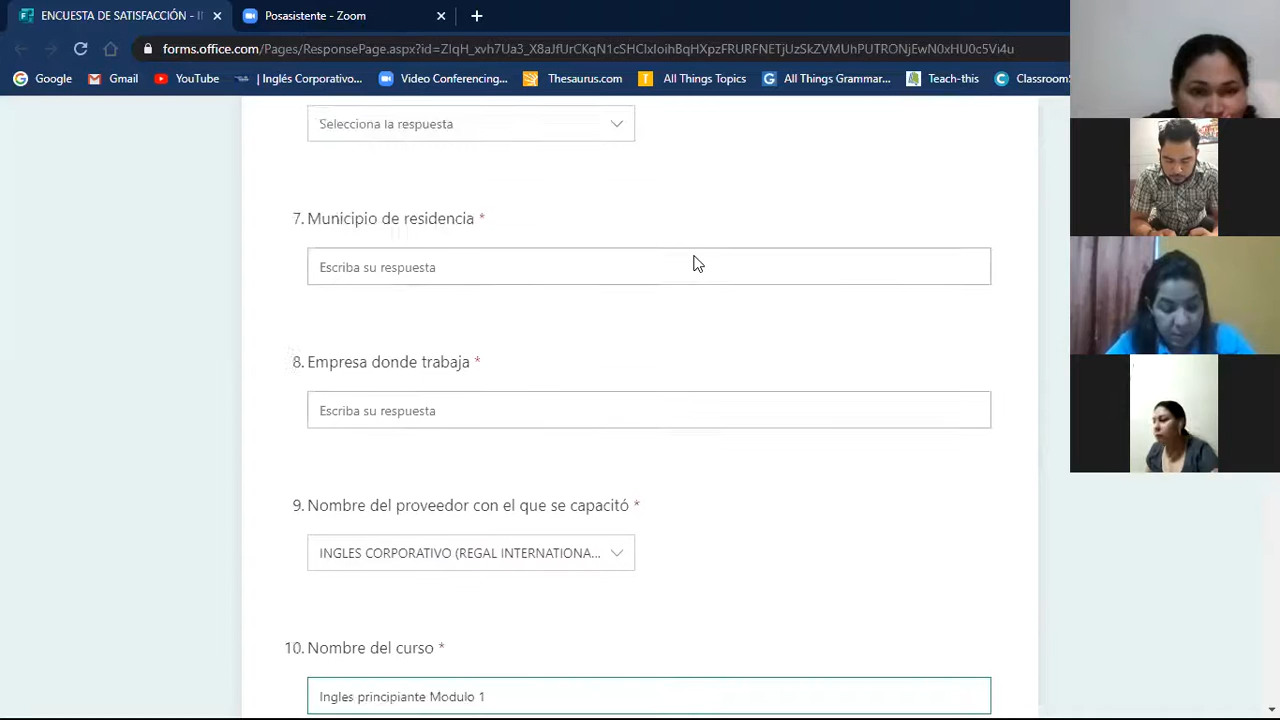 ENCUESTA DE SATISFACCIÓN - I
Posasistente - Zoom
forms.office.com/Pages/ResponsePage.aspx?id=ZIqH_xvh7Ua3_X8aJfUrCKqN1cSHClxIoihBqHXpzFRURFNETjUzSkZVMUhPUTRONjEwN0xHU0c5Vi4u
Google
Gmail
YouTube
| Inglés Corporativo...
Video Conferencing...
Thesaurus.com
All Things Topics
All Things Grammar...
Teach-this
ClassroomS
Selecciona la respuesta
7. Municipio de residencia *
Escriba su respuesta
8. Empresa donde trabaja *
Escriba su respuesta
9. Nombre del proveedor con el que se capacitó *
INGLES CORPORATIVO (REGAL INTERNATIONA...
10. Nombre del curso *
Ingles principiante Modulo 1